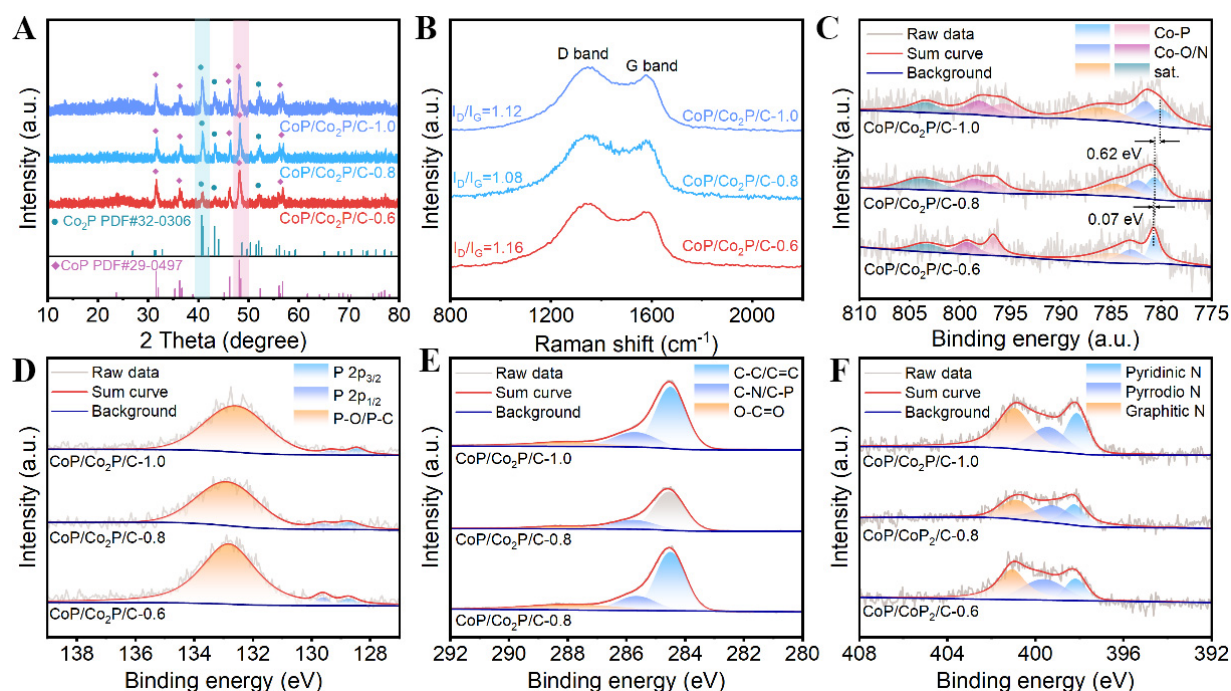 A
Intensity (a.u.)
CoP/Co₂P/C-1.0
CoP/Co₂P/C-0.8
CoP/Co₂P/C-0.6
Co₂P PDF#32-0306
CoP PDF#29-0497
10 20 30 40 50 60 70 80
2 Theta (degree)
B
Intensity (a.u.)
D band
G band
I_D/I_G=1.12
CoP/Co₂P/C-1.0
I_D/I_G=1.08
CoP/Co₂P/C-0.8
I_D/I_G=1.16
CoP/Co₂P/C-0.6
800 1200 1600 2000
Raman shift (cm⁻¹)
C
Intensity (a.u.)
Raw data
Sum curve
Background
Co-P
Co-O/N
sat.
CoP/Co₂P/C-1.0
0.62 eV
CoP/Co₂P/C-0.8
0.07 eV
CoP/Co₂P/C-0.6
810 805 800 795 790 785 780 775
Binding energy (a.u.)
D
Intensity (a.u.)
Raw data
Sum curve
Background
P 2p₃/₂
P 2p₁/₂
P-O/P-C
CoP/Co₂P/C-1.0
CoP/Co₂P/C-0.8
CoP/Co₂P/C-0.6
138 136 134 132 130 128
Binding energy (eV)
E
Intensity (a.u.)
Raw data
Sum curve
Background
C-C/C=C
C-N/C-P
O-C=O
CoP/Co₂P/C-1.0
CoP/Co₂P/C-0.8
CoP/Co₂P/C-0.8
292 290 288 286 284 282 280
Binding energy (eV)
F
Intensity (a.u.)
Raw data
Sum curve
Background
Pyridinic N
Pyrrodio N
Graphitic N
CoP/Co₂P/C-1.0
CoP/CoP₂/C-0.8
CoP/CoP₂/C-0.6
408 404 400 396 392
Binding energy (eV)